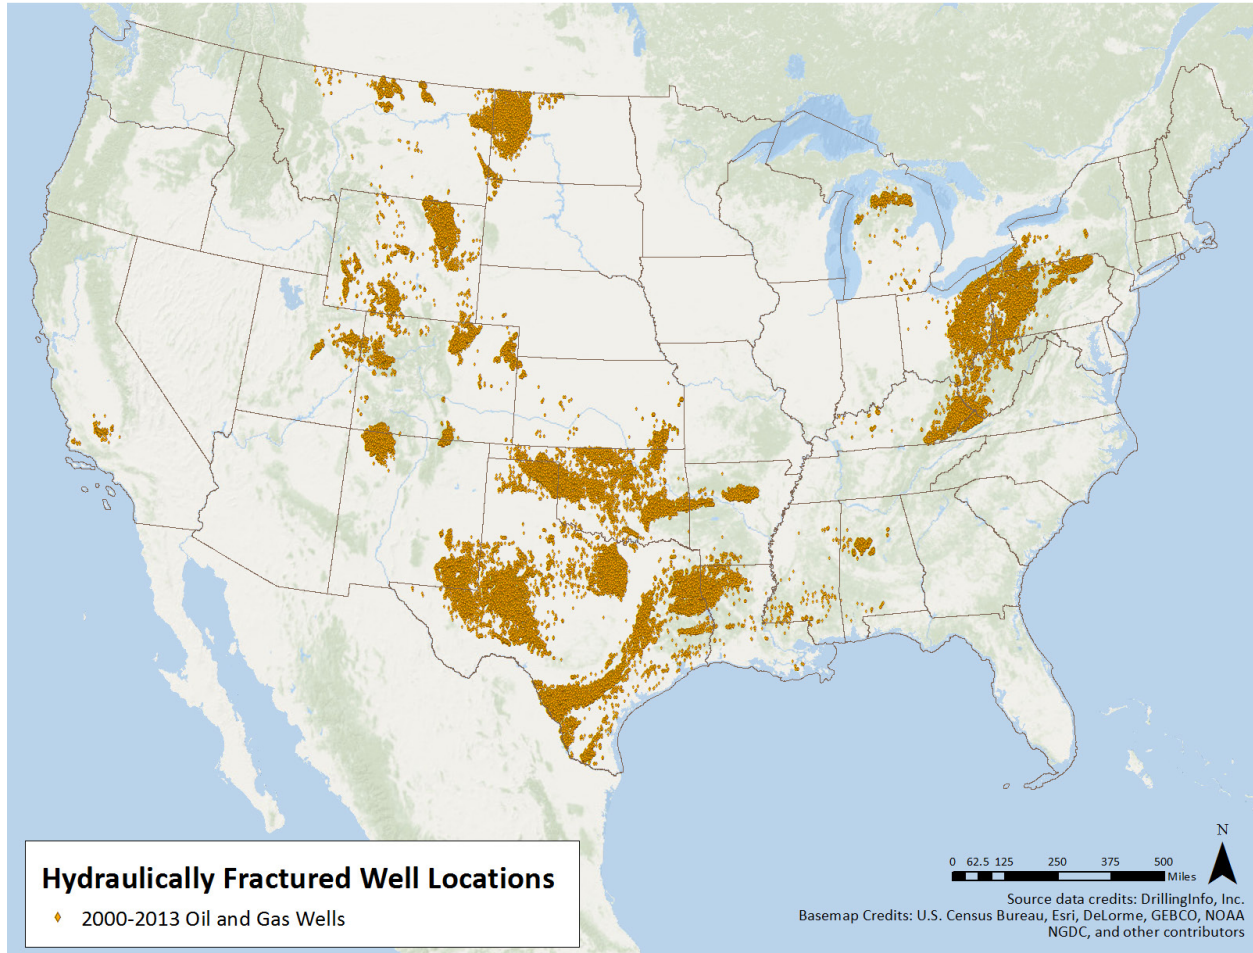 Hydraulically Fractured Well Locations
2000-2013 Oil and Gas Wells
N
0 62.5 125 250 375 500
Miles
Source data credits: DrillingInfo, Inc.
Basemap Credits: U.S. Census Bureau, Esri, DeLorme, GEBCO, NOAA
NGDC, and other contributors